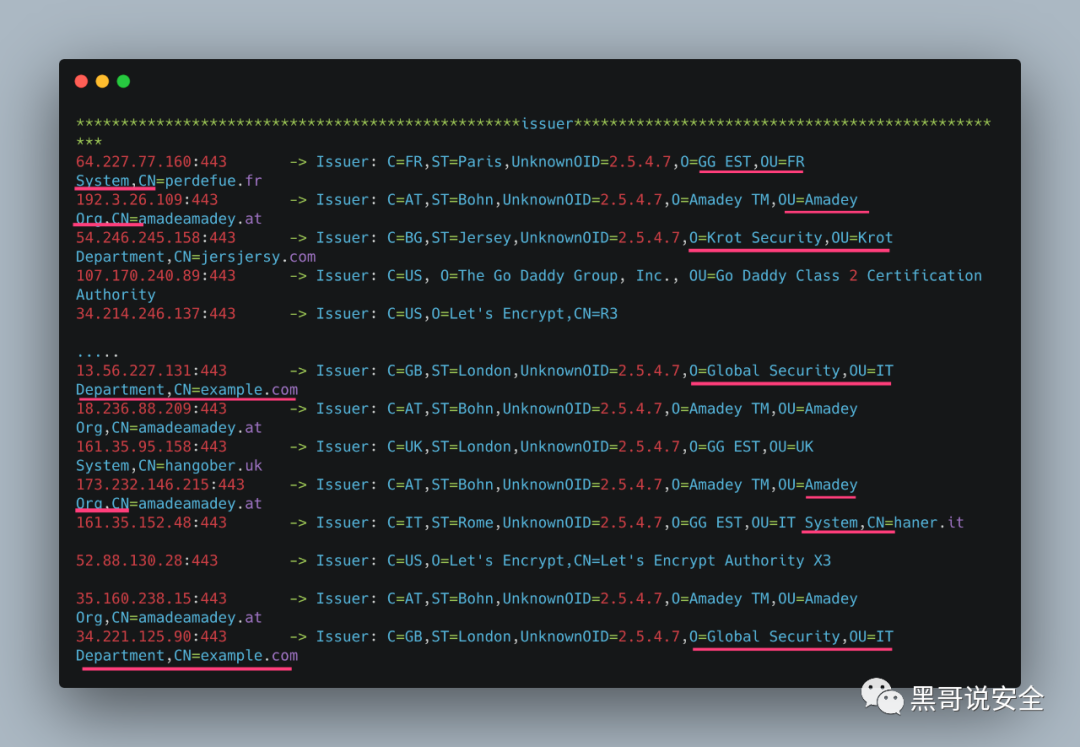 **************************************************issuer***********************************************
***
64.227.77.160:443 -> Issuer: C=FR,ST=Paris,UnknownOID=2.5.4.7,O=GG EST,OU=FR
System,CN=perdefue.fr
192.3.26.109:443 -> Issuer: C=AT,ST=Bohn,UnknownOID=2.5.4.7,O=Amadey TM,OU=Amadey
Org,CN=amadeamadey.at
54.246.245.158:443 -> Issuer: C=BG,ST=Jersey,UnknownOID=2.5.4.7,O=Krot Security,OU=Krot
Department,CN=jersjersy.com
107.170.240.89:443 -> Issuer: C=US, O=The Go Daddy Group, Inc., OU=Go Daddy Class 2 Certification
Authority
34.214.246.137:443 -> Issuer: C=US,O=Let's Encrypt,CN=R3
.....
13.56.227.131:443 -> Issuer: C=GB,ST=London,UnknownOID=2.5.4.7,O=Global Security,OU=IT
Department,CN=example.com
18.236.88.209:443 -> Issuer: C=AT,ST=Bohn,UnknownOID=2.5.4.7,O=Amadey TM,OU=Amadey
Org,CN=amadeamadey.at
161.35.95.158:443 -> Issuer: C=UK,ST=London,UnknownOID=2.5.4.7,O=GG EST,OU=UK
System,CN=hangober.uk
173.232.146.215:443 -> Issuer: C=AT,ST=Bohn,UnknownOID=2.5.4.7,O=Amadey TM,OU=Amadey
Org,CN=amadeamadey.at
161.35.152.48:443 -> Issuer: C=IT,ST=Rome,UnknownOID=2.5.4.7,O=GG EST,OU=IT System,CN=haner.it
52.88.130.28:443 -> Issuer: C=US,O=Let's Encrypt,CN=Let's Encrypt Authority X3
35.160.238.15:443 -> Issuer: C=AT,ST=Bohn,UnknownOID=2.5.4.7,O=Amadey TM,OU=Amadey
Org,CN=amadeamadey.at
34.221.125.90:443 -> Issuer: C=GB,ST=London,UnknownOID=2.5.4.7,O=Global Security,OU=IT
Department,CN=example.com
黑哥说安全